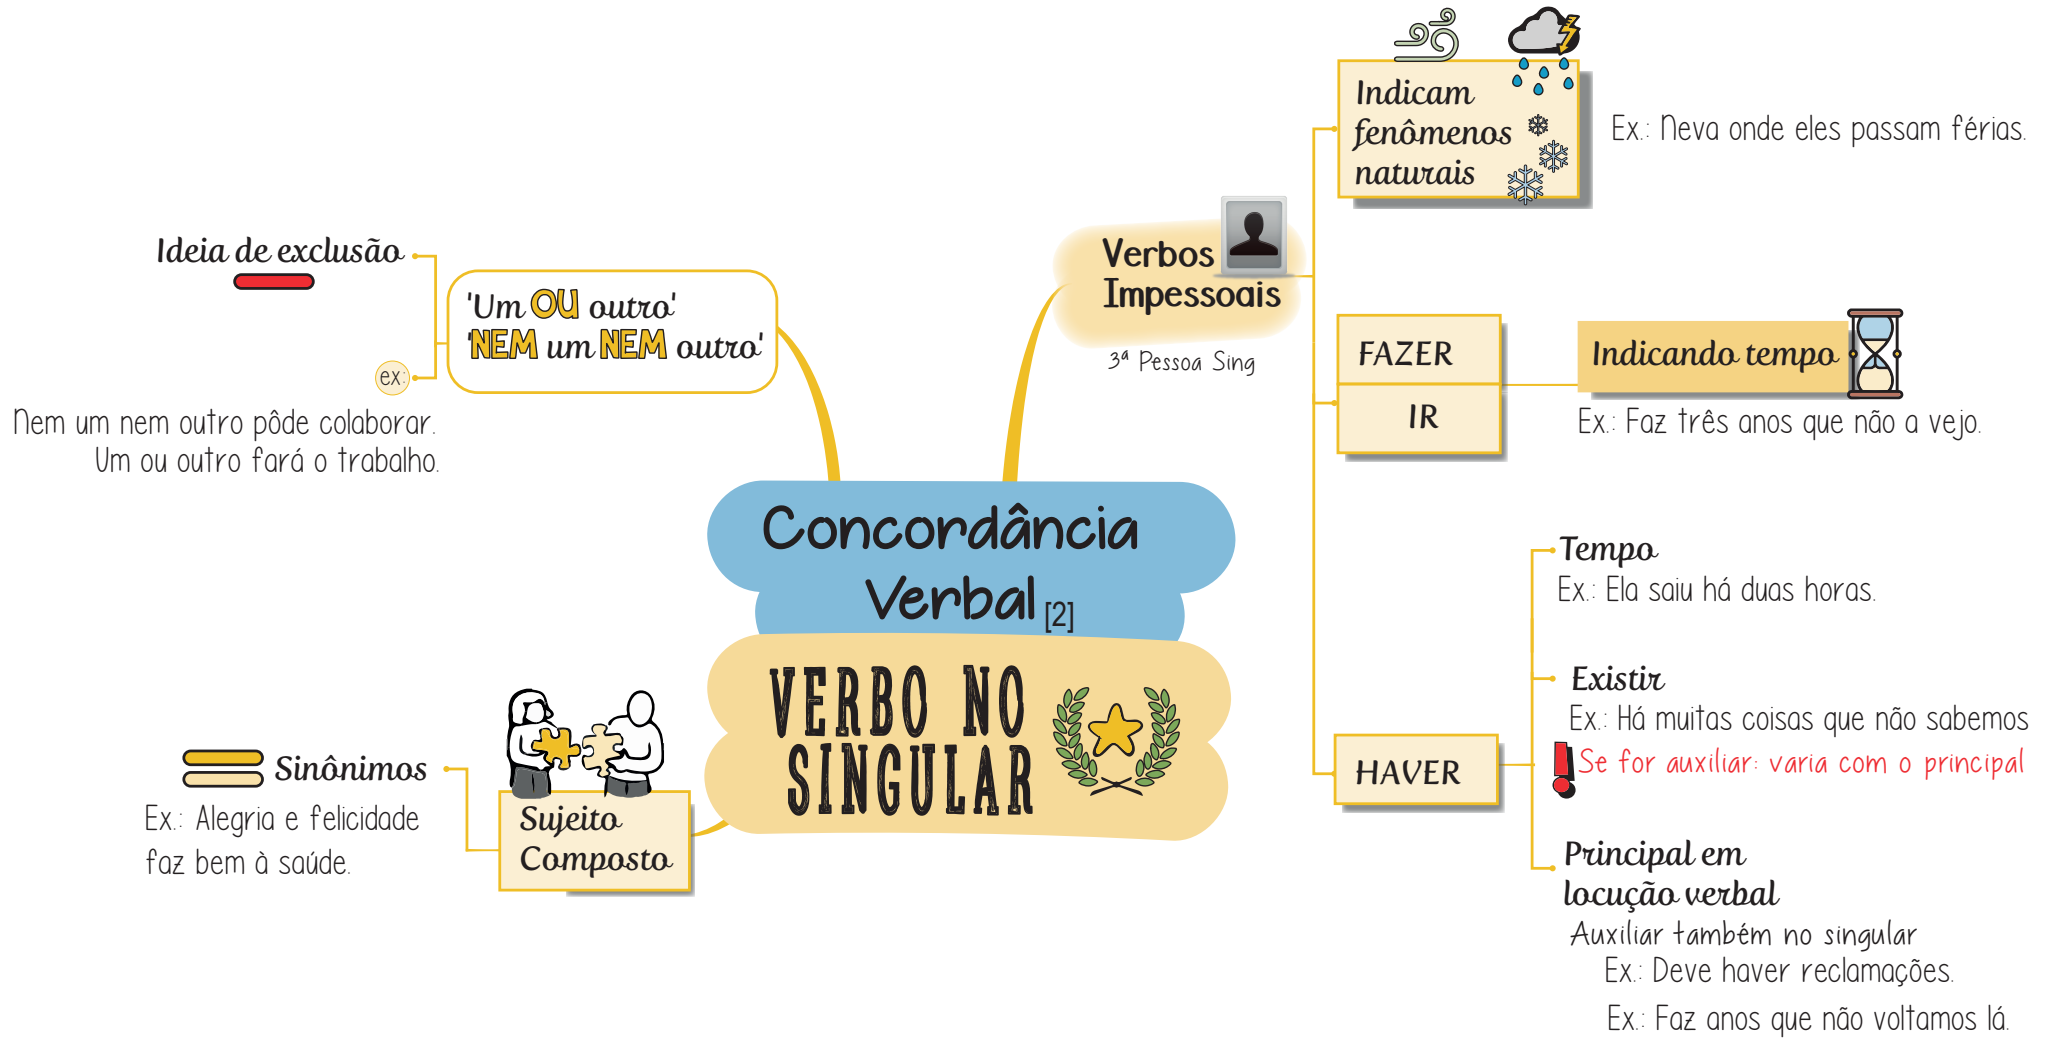 Concordância
Verbal [2]
VERBO NO
SINGULAR
Verbos
Impessoais
3ª Pessoa Sing
Indicam
fenômenos
naturais
Ex.: Neva onde eles passam férias.
FAZER
IR
Indicando tempo
Ex.: Faz três anos que não a vejo.
HAVER
Tempo
Ex.: Ela saiu há duas horas.
Existir
Ex.: Há muitas coisas que não sabemos
Se for auxiliar: varia com o principal
Principal em
locução verbal
Auxiliar também no singular
Ex.: Deve haver reclamações.
Ex.: Faz anos que não voltamos lá.
'Um OU outro'
'NEM um NEM outro'
Ideia de exclusão
ex:
Nem um nem outro pôde colaborar.
Um ou outro fará o trabalho.
Sujeito
Composto
Sinônimos
Ex.: Alegria e felicidade
faz bem à saúde.